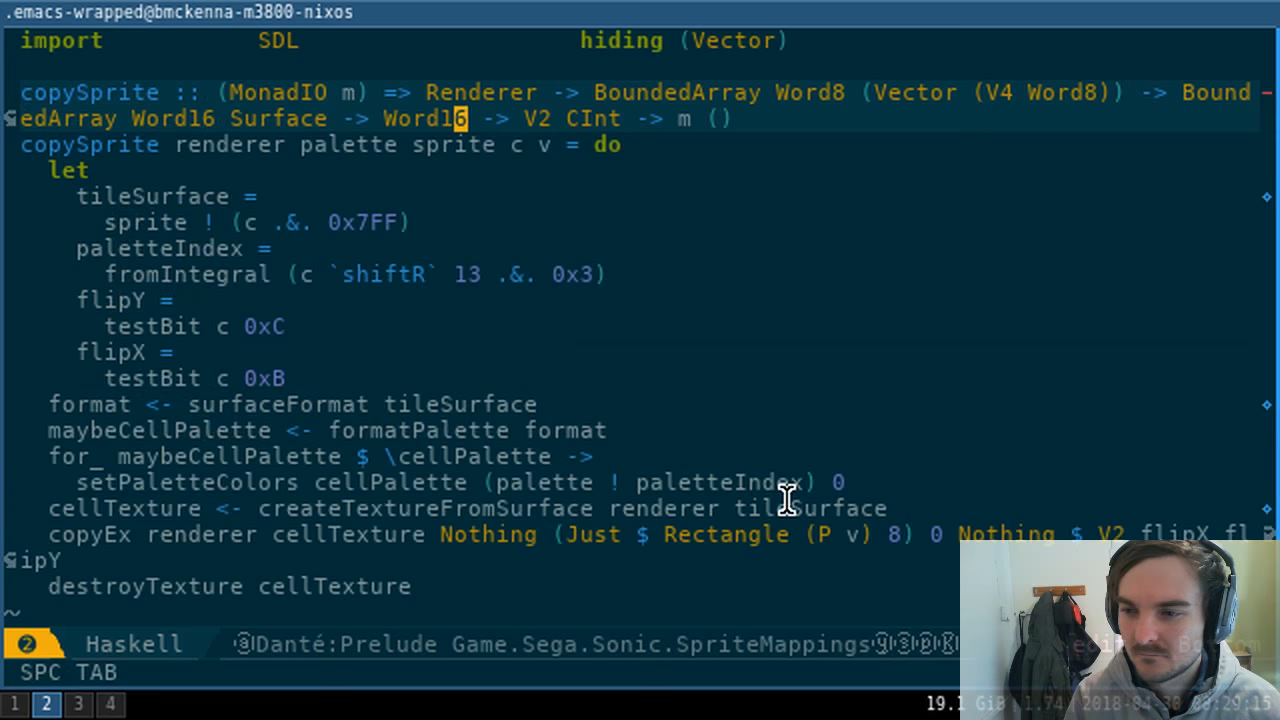 .emacs-wrapped@bmckenna-m3800-nixos
import           SDL                    hiding (Vector)
copySprite :: (MonadIO m) => Renderer -> BoundedArray Word8 (Vector (V4 Word8)) -> Bound
edArray Word16 Surface -> Word16 -> V2 CInt -> m ()
copySprite renderer palette sprite c v = do
  let
    tileSurface =
      sprite ! (c .&. 0x7FF)
    paletteIndex =
      fromIntegral (c `shiftR` 13 .&. 0x3)
    flipY =
      testBit c 0xC
    flipX =
      testBit c 0xB
  format <- surfaceFormat tileSurface
  maybeCellPalette <- formatPalette format
  for_ maybeCellPalette $ \cellPalette ->
    setPaletteColors cellPalette (palette ! paletteIndex) 0
  cellTexture <- createTextureFromSurface renderer tileSurface
  copyEx renderer cellTexture Nothing (Just $ Rectangle (P v) 8) 0 Nothing $ V2 flipX fl
ipY
  destroyTexture cellTexture
~
2 Haskell Danté:Prelude Game.Sega.Sonic.SpriteMappings
SPC TAB
1 2 3 4 19.1 GiB 1.74 2018-04-30 08:29:15